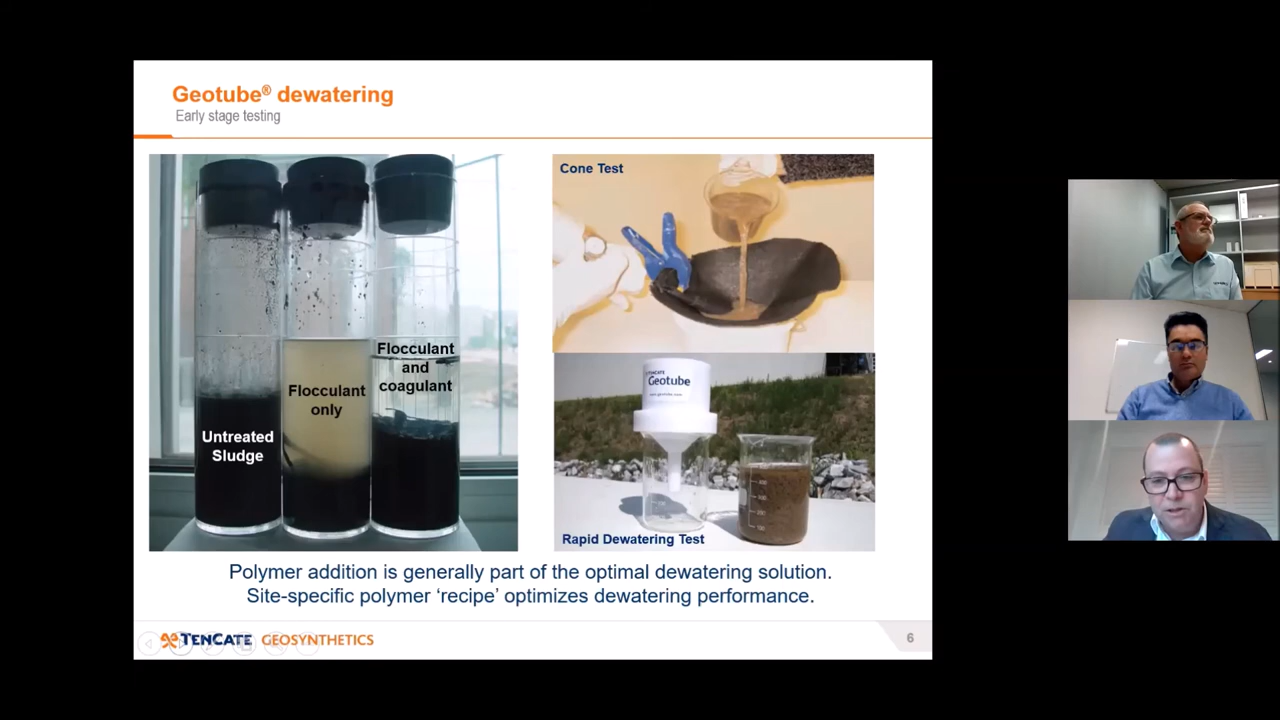 Geotube® dewatering
Early stage testing
Untreated
Sludge
Flocculant
only
Flocculant
and
coagulant
Cone Test
TENCATE
Geotube
Rapid Dewatering Test
Polymer addition is generally part of the optimal dewatering solution.
Site-specific polymer ‘recipe’ optimizes dewatering performance.
TENCATE GEOSYNTHETICS
6